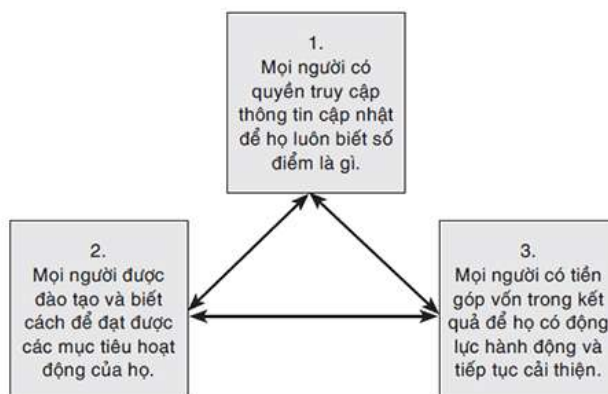 1.
Mọi người có
quyền truy cập
thông tin cập nhật
để họ luôn biết số
điểm là gì.
2.
Mọi người được
đào tạo và biết
cách để đạt được
các mục tiêu hoạt
động của họ.
3.
Mọi người có tiền
góp vốn trong kết
quả để họ có động
lực hành động và
tiếp tục cải thiện.